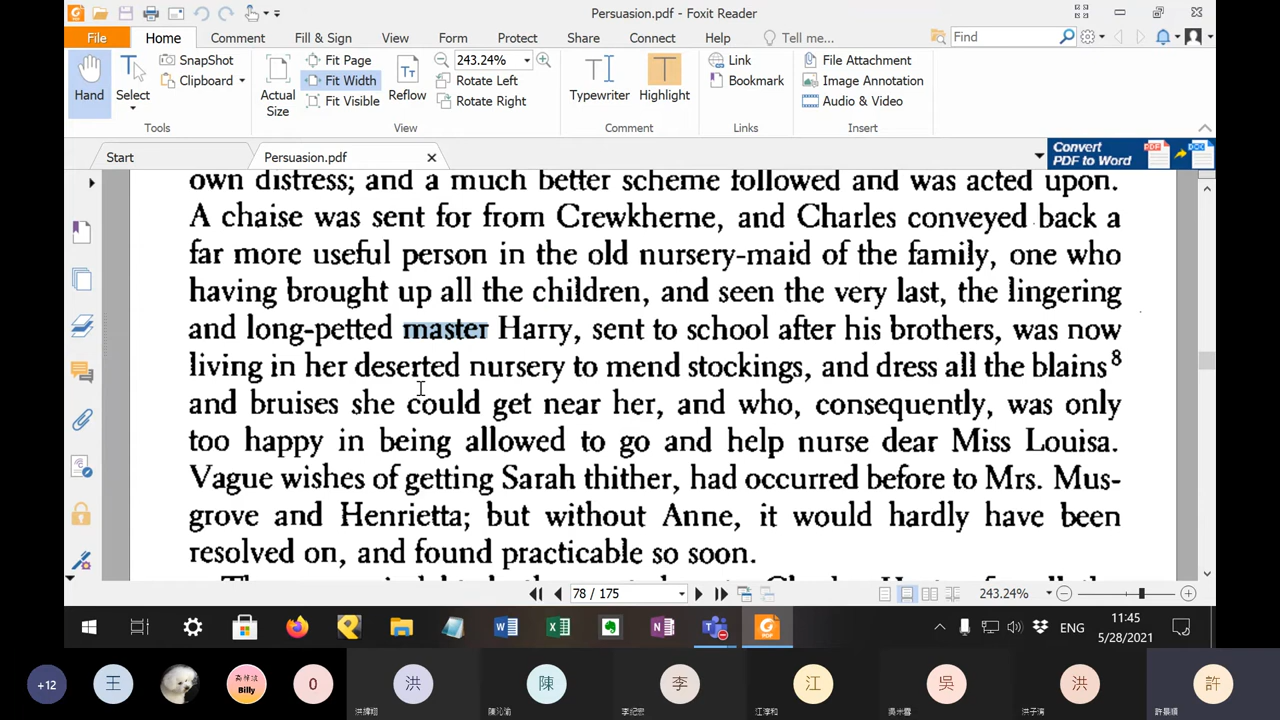 Persuasion.pdf - Foxit Reader
File Home Comment Fill & Sign View Form Protect Share Connect Help Tell me... Find
Hand Select SnapShot Clipboard Actual Size Fit Page Fit Width Fit Visible Reflow 243.24% Rotate Left Rotate Right Typewriter Highlight Link Bookmark File Attachment Image Annotation Audio & Video
Tools View Comment Links Insert
Start Persuasion.pdf Convert PDF to Word
own distress; and a much better scheme followed and was acted upon.
A chaise was sent for from Crewkherne, and Charles conveyed back a
far more useful person in the old nursery-maid of the family, one who
having brought up all the children, and seen the very last, the lingering
and long-petted master Harry, sent to school after his brothers, was now
living in her deserted nursery to mend stockings, and dress all the blains8
and bruises she could get near her, and who, consequently, was only
too happy in being allowed to go and help nurse dear Miss Louisa.
Vague wishes of getting Sarah thither, had occurred before to Mrs. Mus-
grove and Henrietta; but without Anne, it would hardly have been
resolved on, and found practicable so soon.
78 / 175 243.24%
ENG 11:45
5/28/2021
+12 王 Billy 0 洪 陳 李 江 吳 洪 許